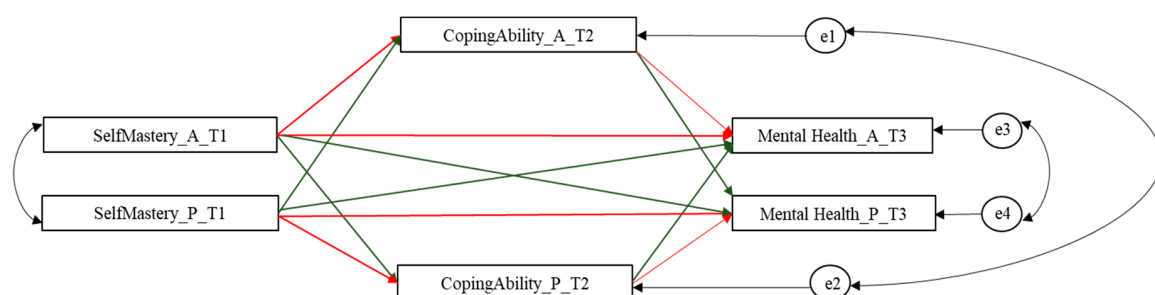 CopingAbility_A_T2
e1
SelfMastery_A_T1
Mental Health_A_T3
e3
SelfMastery_P_T1
Mental Health_P_T3
e4
CopingAbility_P_T2
e2